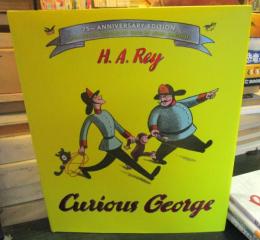 75TH ANNIVERSARY EDITION
H. A. Rey
Curious George